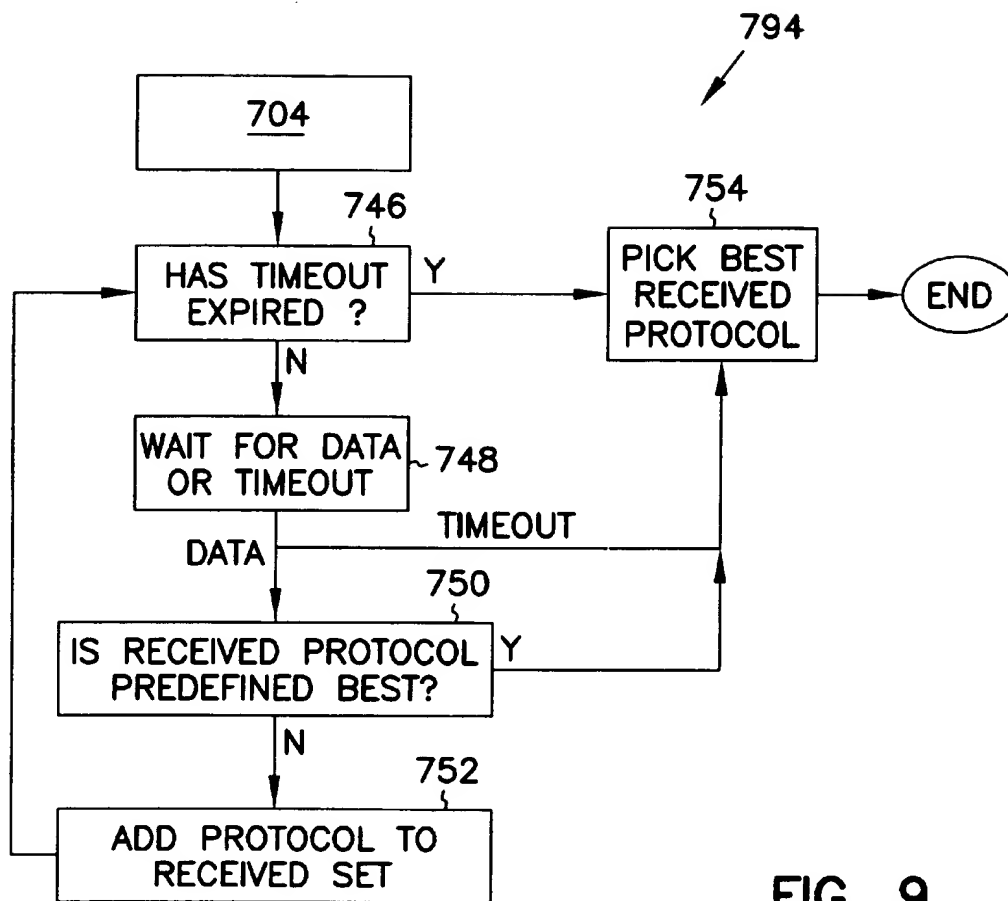 794
704
746
HAS TIMEOUT
EXPIRED ?
Y
754
PICK BEST
RECEIVED
PROTOCOL
END
N
WAIT FOR DATA
OR TIMEOUT
748
TIMEOUT
DATA
750
IS RECEIVED PROTOCOL
PREDEFINED BEST?
Y
N
752
ADD PROTOCOL TO
RECEIVED SET
FIG. 9